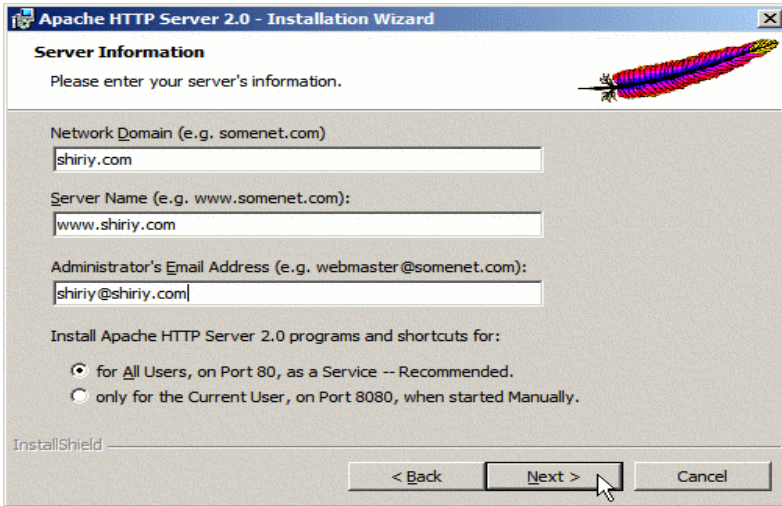 Apache HTTP Server 2.0 - Installation Wizard
Server Information
Please enter your server's information.
Network Domain (e.g. somenet.com)
shiriy.com
Server Name (e.g. www.somenet.com):
www.shiriy.com
Administrator's Email Address (e.g. webmaster@somenet.com):
shiriy@shiriy.com
Install Apache HTTP Server 2.0 programs and shortcuts for:
for All Users, on Port 80, as a Service -- Recommended.
only for the Current User, on Port 8080, when started Manually.
InstallShield
< Back Next > Cancel